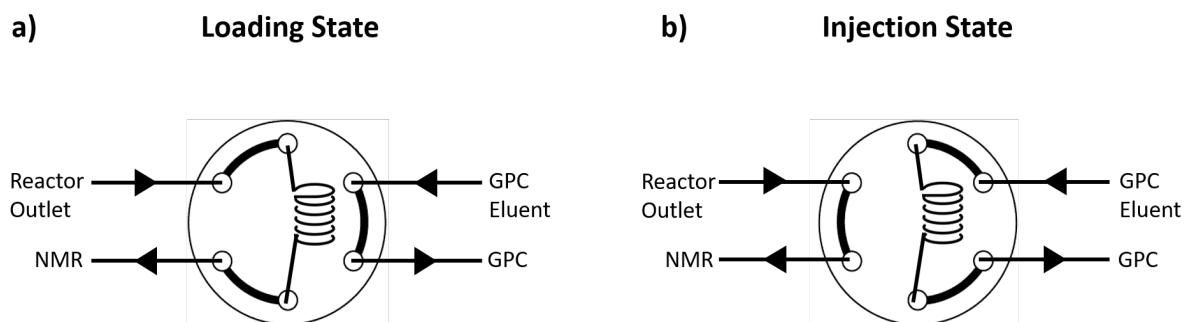 a)
Loading State
Reactor
Outlet
NMR
GPC
Eluent
GPC
b)
Injection State
Reactor
Outlet
NMR
GPC
Eluent
GPC